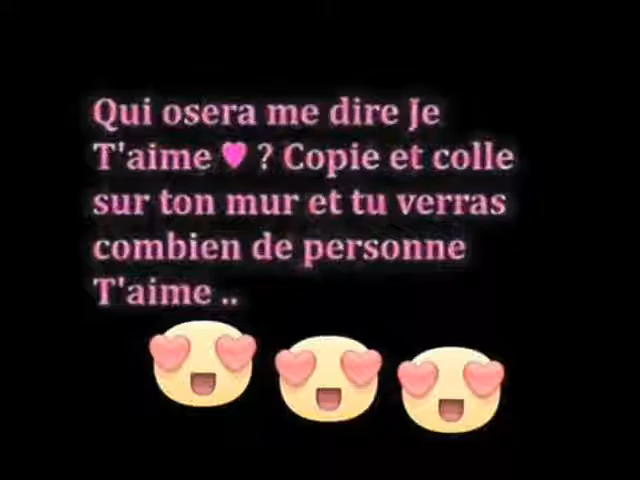 Qui osera me dire Je
T'aime ♥ ? Copie et colle
sur ton mur et tu verras
combien de personne
T'aime ..